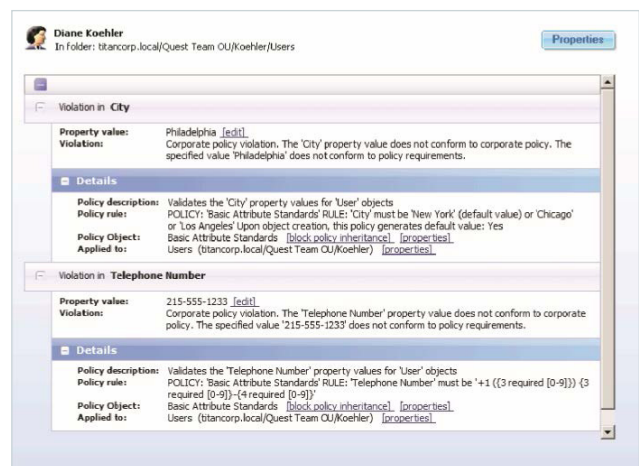 Diane Koehler
In folder: titancorp.local/Quest Team OU/Koehler/Users
Properties
Violation in City
Property value: Philadelphia [edit]
Violation: Corporate policy violation. The 'City' property value does not conform to corporate policy. The
specified value 'Philadelphia' does not conform to policy requirements.
Details
Policy description: Validates the 'City' property values for 'User' objects
Policy rule: POLICY: 'Basic Attribute Standards' RULE: 'City' must be 'New York' (default value) or 'Chicago'
or 'Los Angeles' Upon object creation, this policy generates default value: Yes
Policy Object: Basic Attribute Standards [block policy inheritance] [properties]
Applied to: Users (titancorp.local/Quest Team OU/Koehler) [properties]
Violation in Telephone Number
Property value: 215-555-1233 [edit]
Violation: Corporate policy violation. The 'Telephone Number' property value does not conform to corporate
policy. The specified value '215-555-1233' does not conform to policy requirements.
Details
Policy description: Validates the 'Telephone Number' property values for 'User' objects
Policy rule: POLICY: 'Basic Attribute Standards' RULE: 'Telephone Number' must be '+1 ({3 required [0-9]}) {3
required [0-9]}-{4 required [0-9]}'
Policy Object: Basic Attribute Standards [block policy inheritance] [properties]
Applied to: Users (titancorp.local/Quest Team OU/Koehler) [properties]